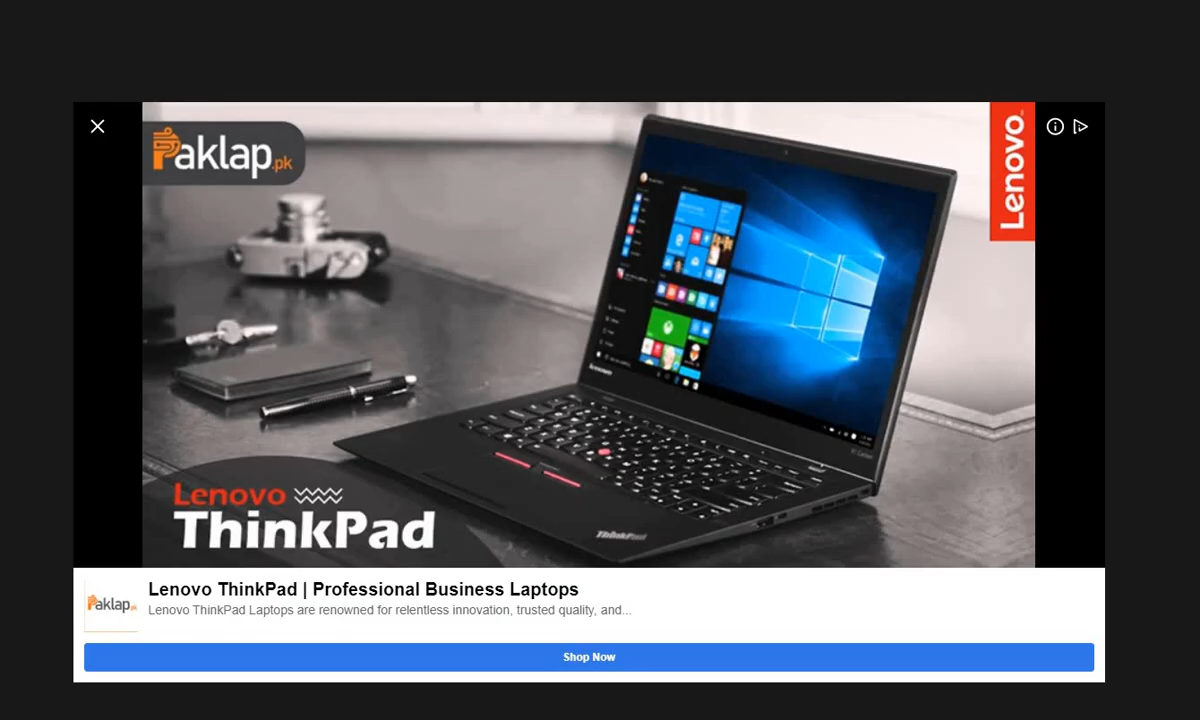 Paklap.pk
Lenovo
Lenovo
ThinkPad
ThinkPad
Paklap.pk
Lenovo ThinkPad | Professional Business Laptops
Lenovo ThinkPad Laptops are renowned for relentless innovation, trusted quality, and...
Shop Now